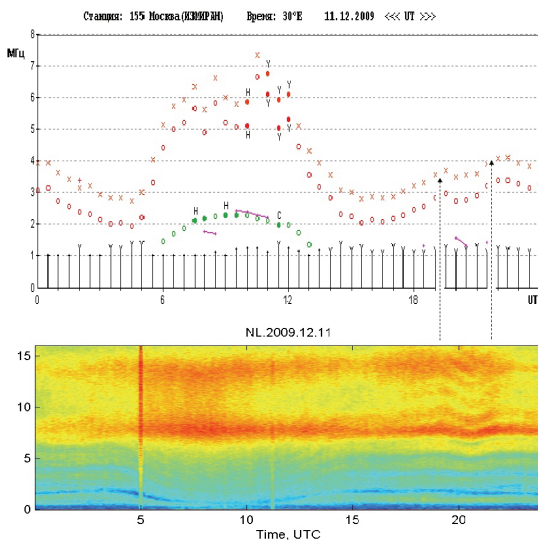 Станция: 155 Москва(ИЗМИРАН) Время: 30°E 11.12.2009 <<< UT >>>
МГц
8
7
6
5
4
3
2
1
0
H
Y
Y
Y
H
Y
Y
Y
H
H
C
0 6 12 18 UT
NL.2009.12.11
15
10
5
0
5 10 15 20
Time, UTC